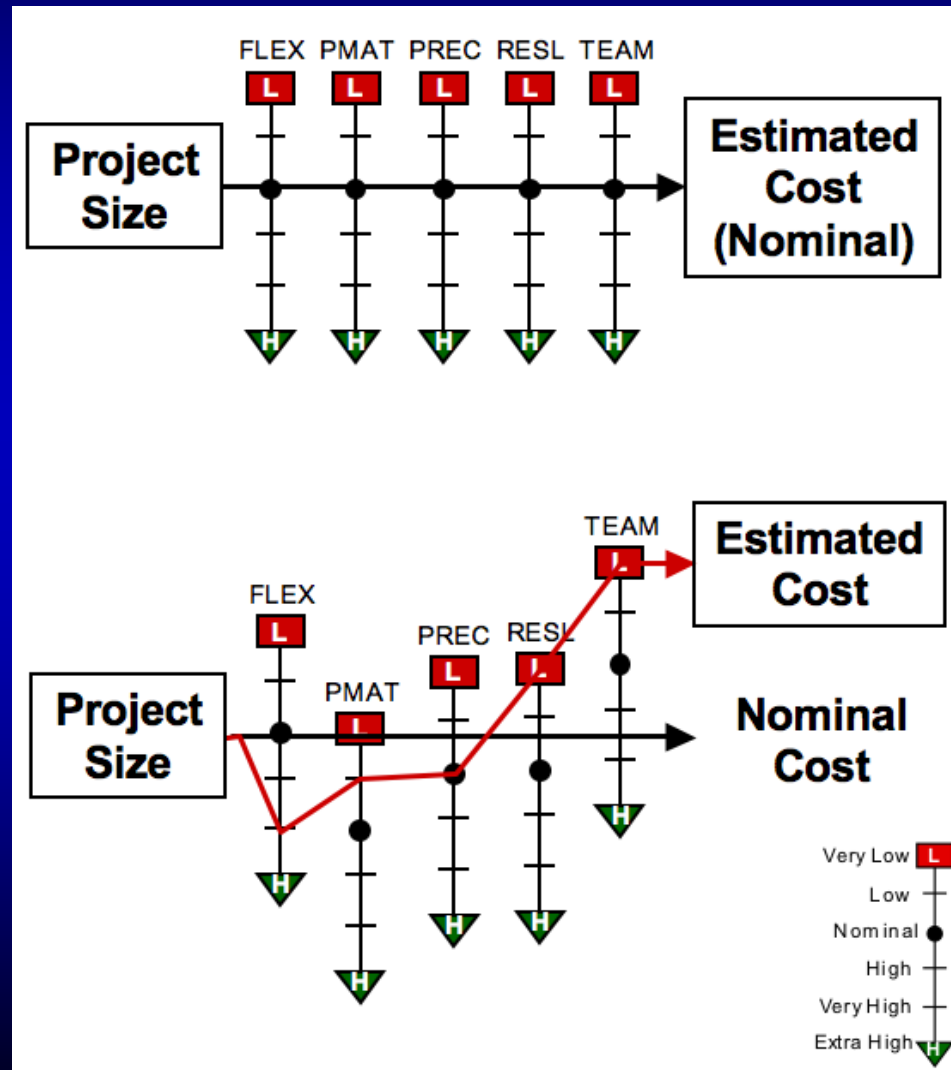 FLEX PMAT PREC RESL TEAM
L L L L L
Project
Size
Estimated
Cost
(Nominal)
H H H H H
TEAM
L
Estimated
Cost
FLEX
L
PREC
L
RESL
L
PMAT
L
Project
Size
Nominal
Cost
H
H
H
H
H
Very Low L
Low
Nominal
High
Very High
Extra High H